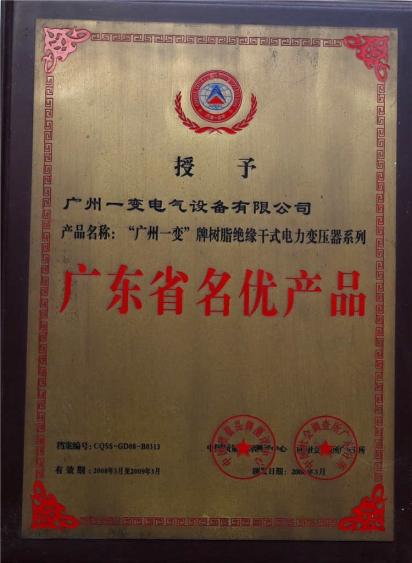 授 予
广州一变电气设备有限公司
产品名称：“广州一变”牌树脂绝缘干式电力变压器系列
广东省名优产品
档案编号：CQSS-GD08-B0313
有效期：2008年3月至2009年3月